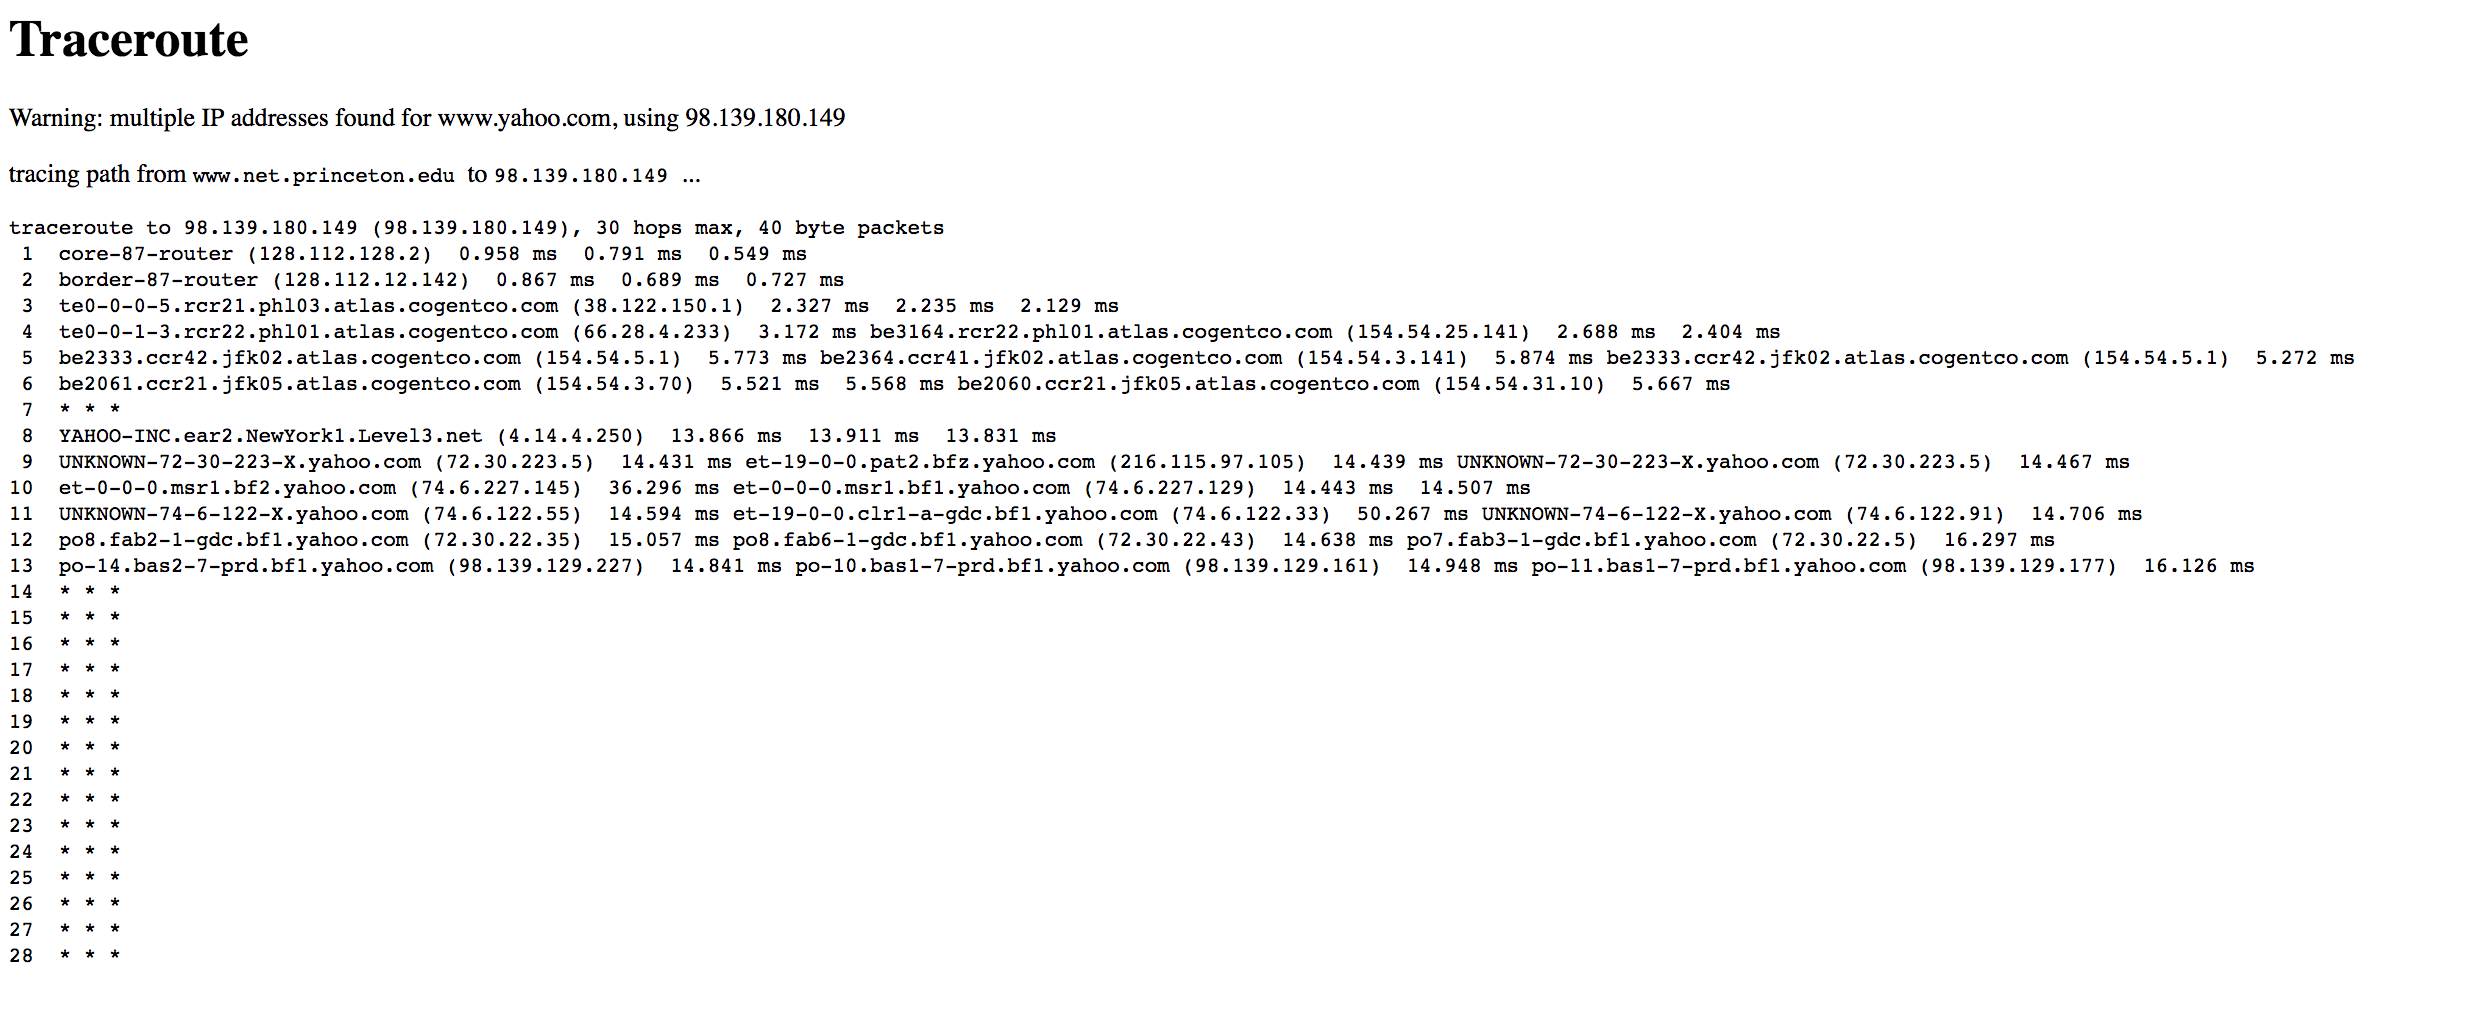 Traceroute
Warning: multiple IP addresses found for www.yahoo.com, using 98.139.180.149
tracing path from www.net.princeton.edu to 98.139.180.149 ...
traceroute to 98.139.180.149 (98.139.180.149), 30 hops max, 40 byte packets
 1  core-87-router (128.112.128.2)  0.958 ms  0.791 ms  0.549 ms
 2  border-87-router (128.112.12.142)  0.867 ms  0.689 ms  0.727 ms
 3  te0-0-0-5.rcr21.phl03.atlas.cogentco.com (38.122.150.1)  2.327 ms  2.235 ms  2.129 ms
 4  te0-0-1-3.rcr22.phl01.atlas.cogentco.com (66.28.4.233)  3.172 ms be3164.rcr22.phl01.atlas.cogentco.com (154.54.25.141)  2.688 ms  2.404 ms
 5  be2333.ccr42.jfk02.atlas.cogentco.com (154.54.5.1)  5.773 ms be2364.ccr41.jfk02.atlas.cogentco.com (154.54.3.141)  5.874 ms be2333.ccr42.jfk02.atlas.cogentco.com (154.54.5.1)  5.272 ms
 6  be2061.ccr21.jfk05.atlas.cogentco.com (154.54.3.70)  5.521 ms  5.568 ms be2060.ccr21.jfk05.atlas.cogentco.com (154.54.31.10)  5.667 ms
 7  * * *
 8  YAHOO-INC.ear2.NewYork1.Level3.net (4.14.4.250)  13.866 ms  13.911 ms  13.831 ms
 9  UNKNOWN-72-30-223-X.yahoo.com (72.30.223.5)  14.431 ms et-19-0-0.pat2.bfz.yahoo.com (216.115.97.105)  14.439 ms UNKNOWN-72-30-223-X.yahoo.com (72.30.223.5)  14.467 ms
10  et-0-0-0.msr1.bf2.yahoo.com (74.6.227.145)  36.296 ms et-0-0-0.msr1.bf1.yahoo.com (74.6.227.129)  14.443 ms  14.507 ms
11  UNKNOWN-74-6-122-X.yahoo.com (74.6.122.55)  14.594 ms et-19-0-0.clr1-a-gdc.bf1.yahoo.com (74.6.122.33)  50.267 ms UNKNOWN-74-6-122-X.yahoo.com (74.6.122.91)  14.706 ms
12  po8.fab2-1-gdc.bf1.yahoo.com (72.30.22.35)  15.057 ms po8.fab6-1-gdc.bf1.yahoo.com (72.30.22.43)  14.638 ms po7.fab3-1-gdc.bf1.yahoo.com (72.30.22.5)  16.297 ms
13  po-14.bas2-7-prd.bf1.yahoo.com (98.139.129.227)  14.841 ms po-10.bas1-7-prd.bf1.yahoo.com (98.139.129.161)  14.948 ms po-11.bas1-7-prd.bf1.yahoo.com (98.139.129.177)  16.126 ms
14  * * *
15  * * *
16  * * *
17  * * *
18  * * *
19  * * *
20  * * *
21  * * *
22  * * *
23  * * *
24  * * *
25  * * *
26  * * *
27  * * *
28  * * *